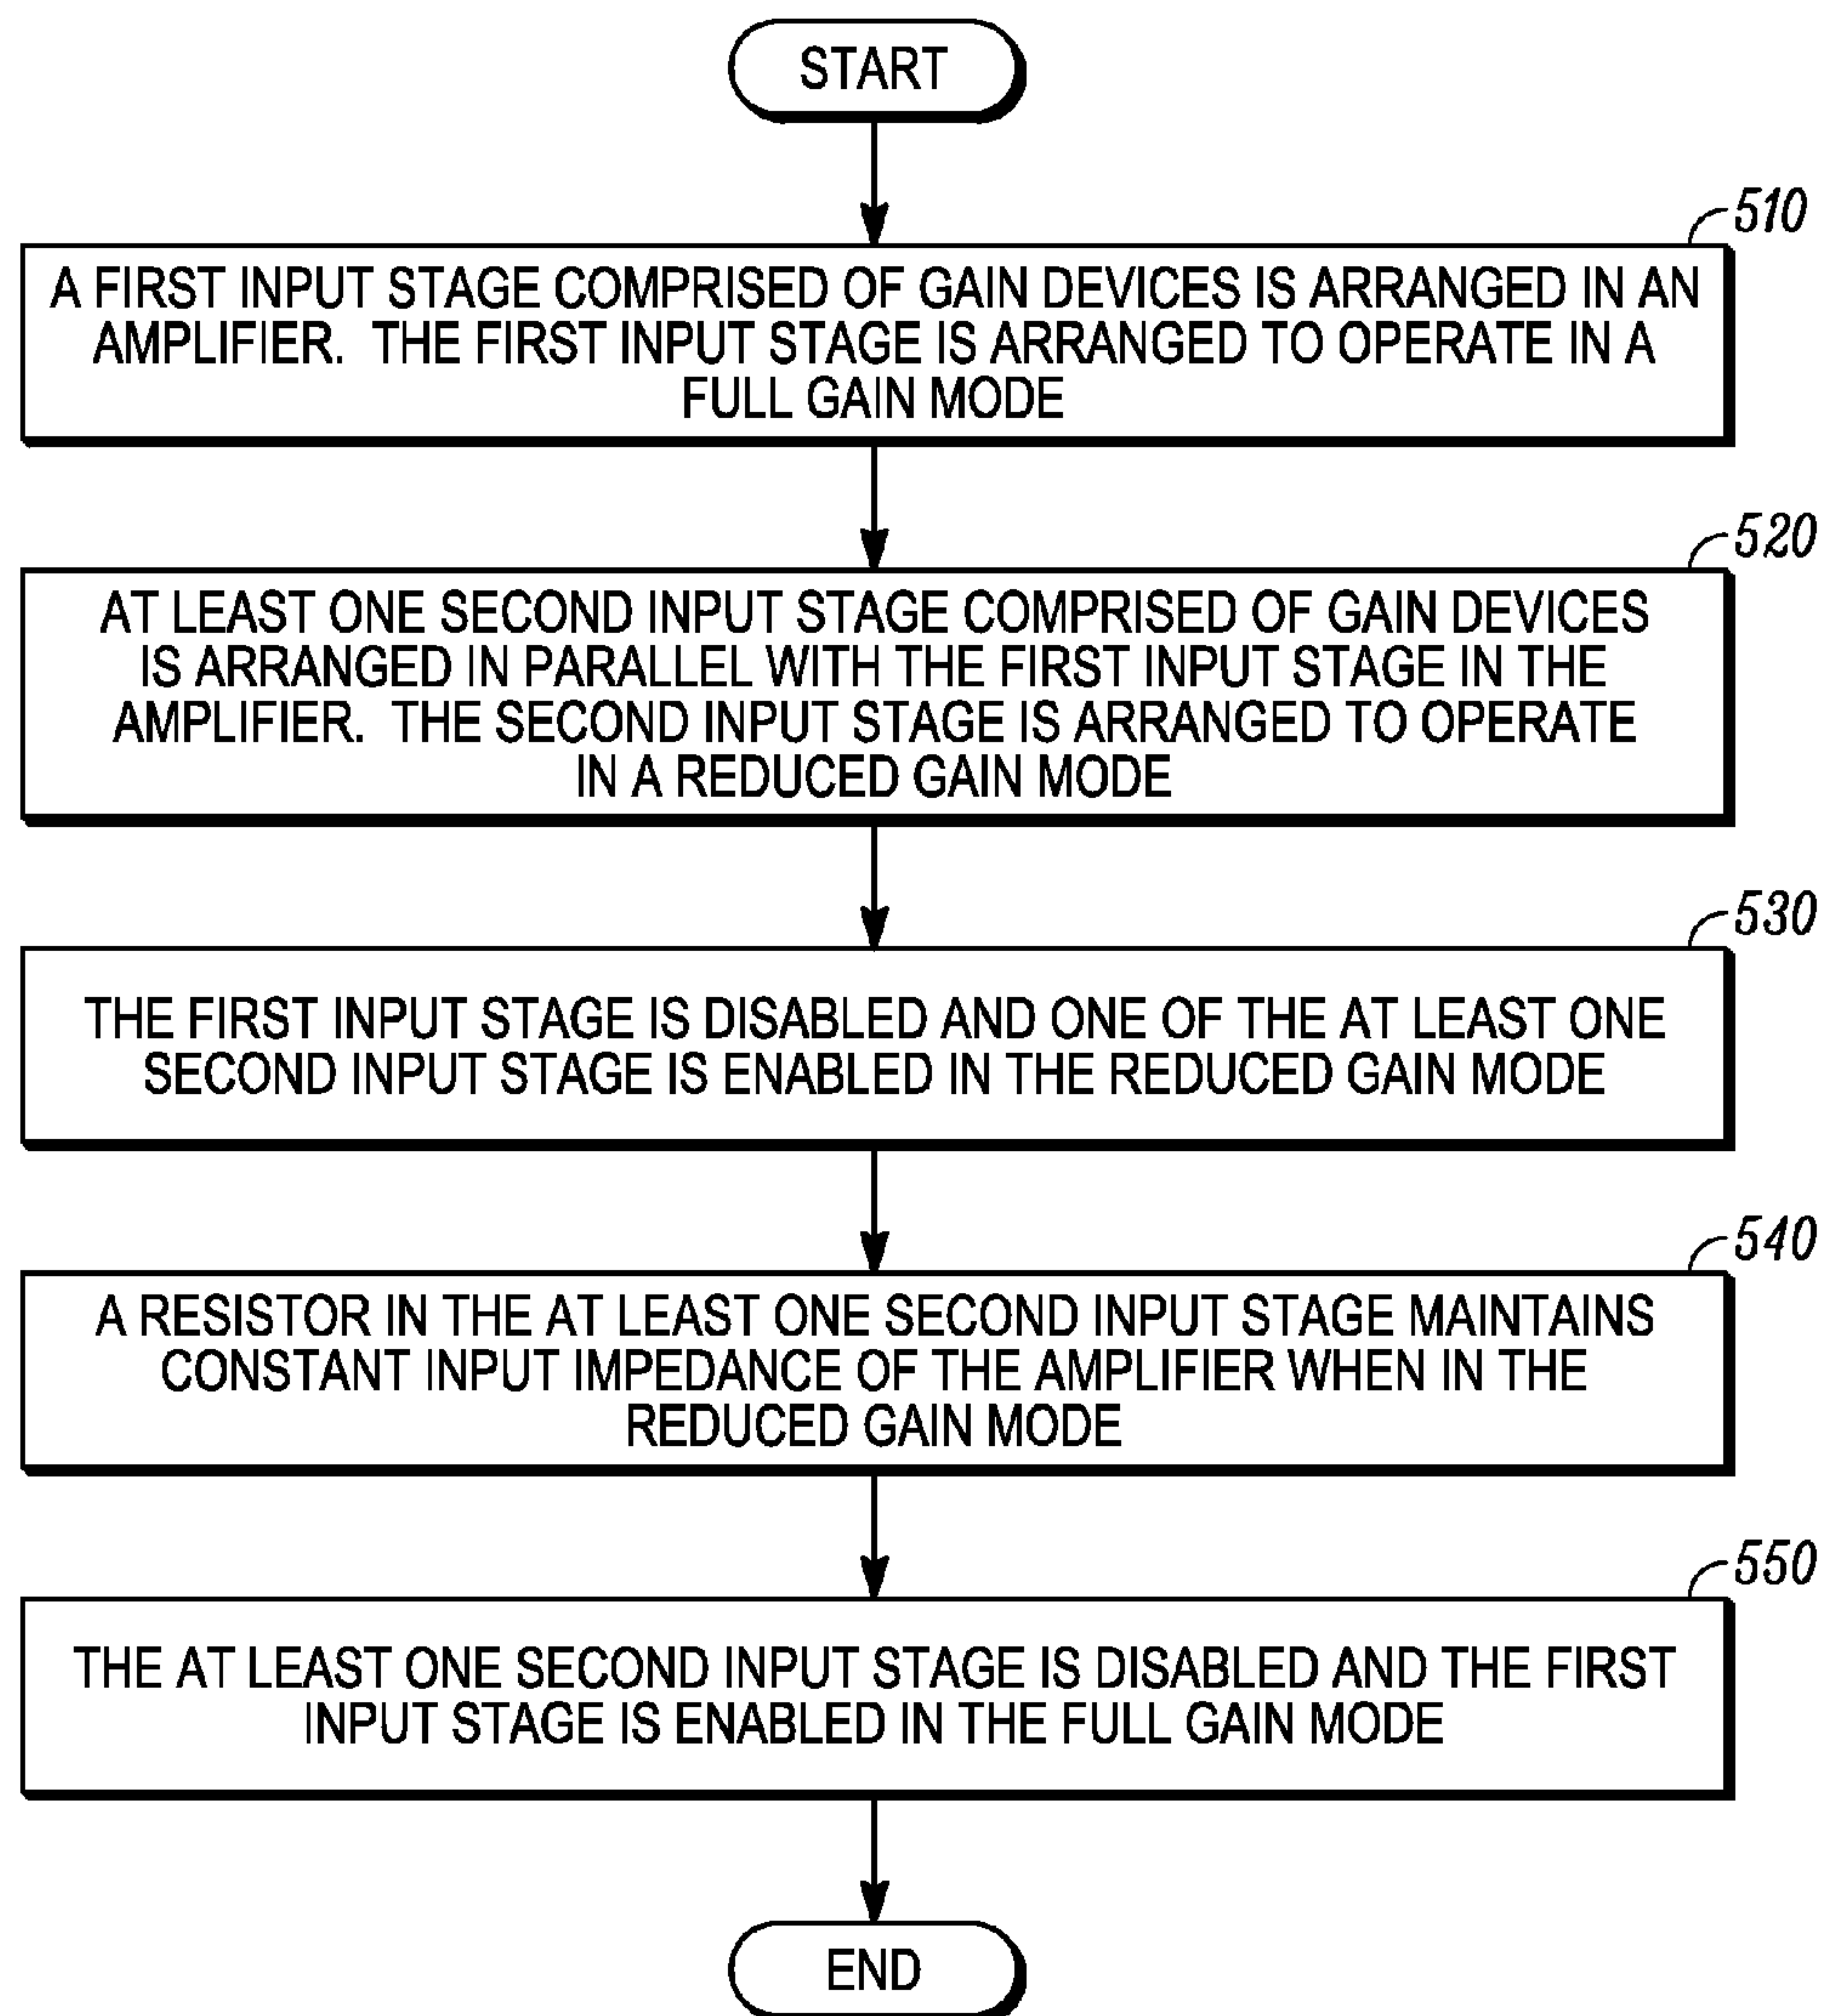 START
510
A FIRST INPUT STAGE COMPRISED OF GAIN DEVICES IS ARRANGED IN AN
AMPLIFIER. THE FIRST INPUT STAGE IS ARRANGED TO OPERATE IN A
FULL GAIN MODE
520
AT LEAST ONE SECOND INPUT STAGE COMPRISED OF GAIN DEVICES
IS ARRANGED IN PARALLEL WITH THE FIRST INPUT STAGE IN THE
AMPLIFIER. THE SECOND INPUT STAGE IS ARRANGED TO OPERATE
IN A REDUCED GAIN MODE
530
THE FIRST INPUT STAGE IS DISABLED AND ONE OF THE AT LEAST ONE
SECOND INPUT STAGE IS ENABLED IN THE REDUCED GAIN MODE
540
A RESISTOR IN THE AT LEAST ONE SECOND INPUT STAGE MAINTAINS
CONSTANT INPUT IMPEDANCE OF THE AMPLIFIER WHEN IN THE
REDUCED GAIN MODE
550
THE AT LEAST ONE SECOND INPUT STAGE IS DISABLED AND THE FIRST
INPUT STAGE IS ENABLED IN THE FULL GAIN MODE
END